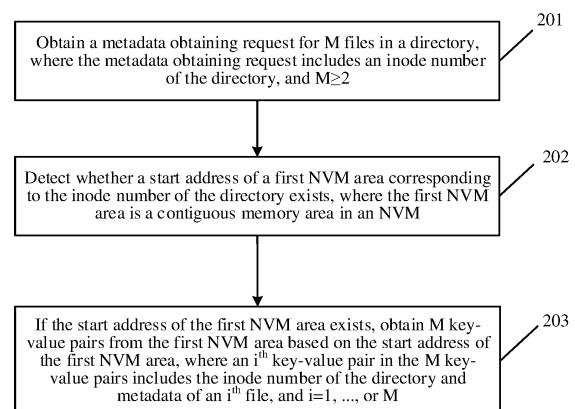 201
Obtain a metadata obtaining request for M files in a directory,
where the metadata obtaining request includes an inode number
of the directory, and M≥2
202
Detect whether a start address of a first NVM area corresponding
to the inode number of the directory exists, where the first NVM
area is a contiguous memory area in an NVM
203
If the start address of the first NVM area exists, obtain M key-
value pairs from the first NVM area based on the start address of
the first NVM area, where an ith key-value pair in the M key-
value pairs includes the inode number of the directory and
metadata of an ith file, and i=1, ..., or M